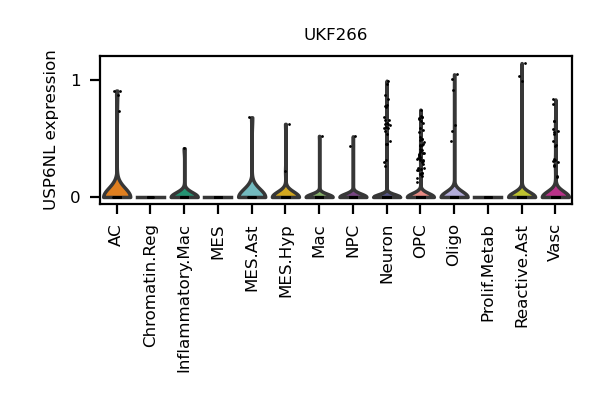 UKF266
USP6NL expression
1
0
AC
Chromatin.Reg
Inflammatory.Mac
MES
MES.Ast
MES.Hyp
Mac
NPC
Neuron
OPC
Oligo
Prolif.Metab
Reactive.Ast
Vasc